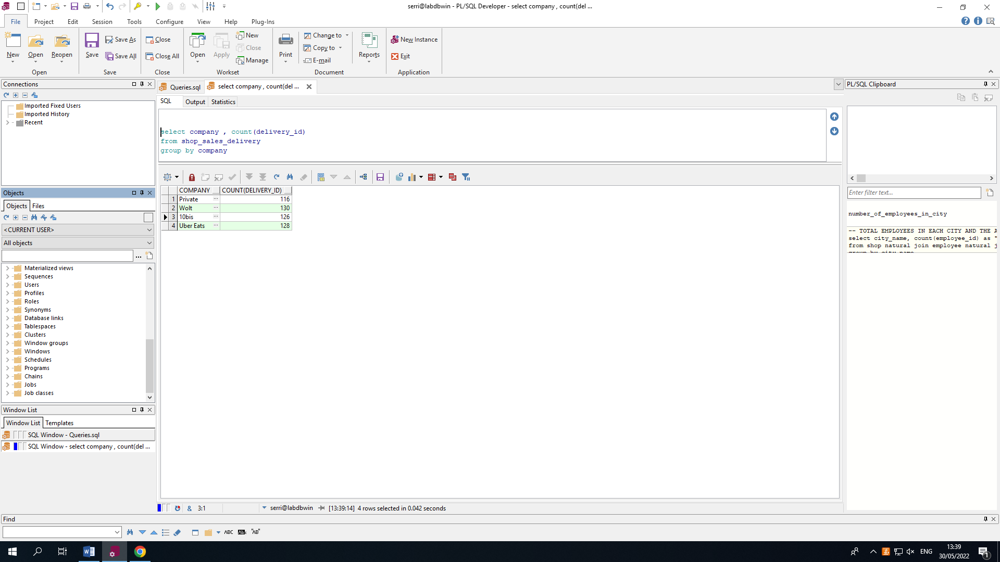 serri@labdbwin - PL/SQL Developer - select company , count(del ...
File Project Edit Session Tools Configure View Help Plug-Ins
New Open Reopen Save Save As Save All Close Close All Open Apply New Close Manage Print Change to Copy to E-mail Reports New Instance Exit
Open Save Close Workset Document Application
Connections
Imported Fixed Users
Imported History
Recent
Objects
Objects Files
<CURRENT USER>
All objects
...
Materialized views
Sequences
Users
Profiles
Roles
Synonyms
Database links
Tablespaces
Clusters
Window groups
Windows
Schedules
Programs
Chains
Jobs
Job classes
Window List
Window List Templates
SQL Window - Queries.sql
SQL Window - select company , count(del ...
Queries.sql select company , count(del ...
SQL Output Statistics
select company , count(delivery_id)
from shop_sales_delivery
group by company
COMPANY COUNT(DELIVERY_ID)
1 Private ... 116
2 Wolt ... 130
3 10bis ... 126
4 Uber Eats ... 128
& 3:1 serri@labdbwin [13:39:14] 4 rows selected in 0.042 seconds
PL/SQL Clipboard
Enter filter text...
number_of_employees_in_city
-- TOTAL EMPLOYEES IN EACH CITY AND THE A
select city_name, count(employee_id) as "
from shop natural join employee natural j
group by city_name
Find
ABC AB "AB"
ENG
13:39
30/05/2022
1